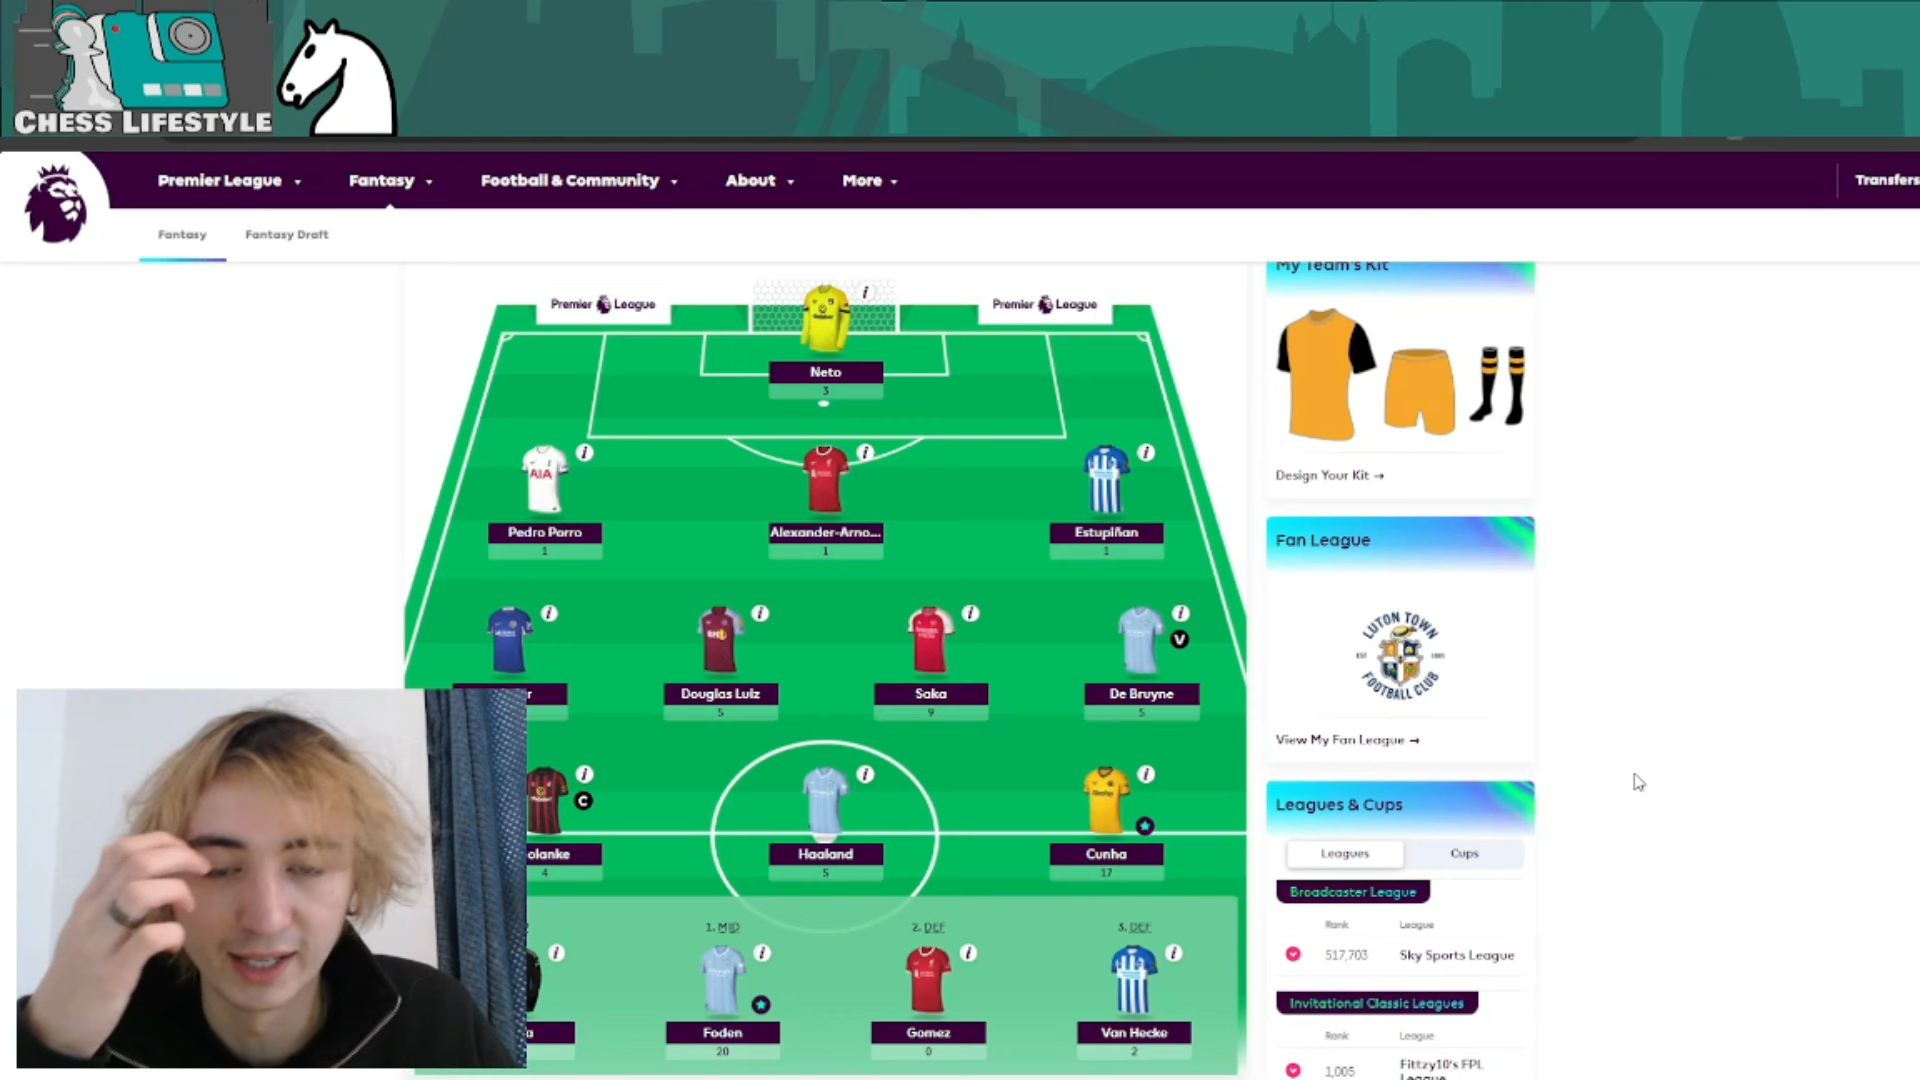 CHESS LIFESTYLE
Premier League
Fantasy
Football & Community
About
More
Transfers
Fantasy
Fantasy Draft
My Team's Kit
Premier League
Premier League
Neto
3
Design Your Kit →
Pedro Porro
1
Alexander-Arno...
1
Estupiñan
1
Fan League
LUTON TOWN
FOOTBALL CLUB
EST 1885
View My Fan League →
r
Douglas Luiz
5
Saka
9
De Bruyne
5
V
Leagues & Cups
Leagues
Cups
C
olanke
4
Haaland
5
Cunha
17
Broadcaster League
Rank
League
517,703
Sky Sports League
1. MID
2. DEF
3. DEF
a
Foden
20
Gomez
0
Van Hecke
2
Invitational Classic Leagues
Rank
League
1,005
Fittzy10's FPL
League